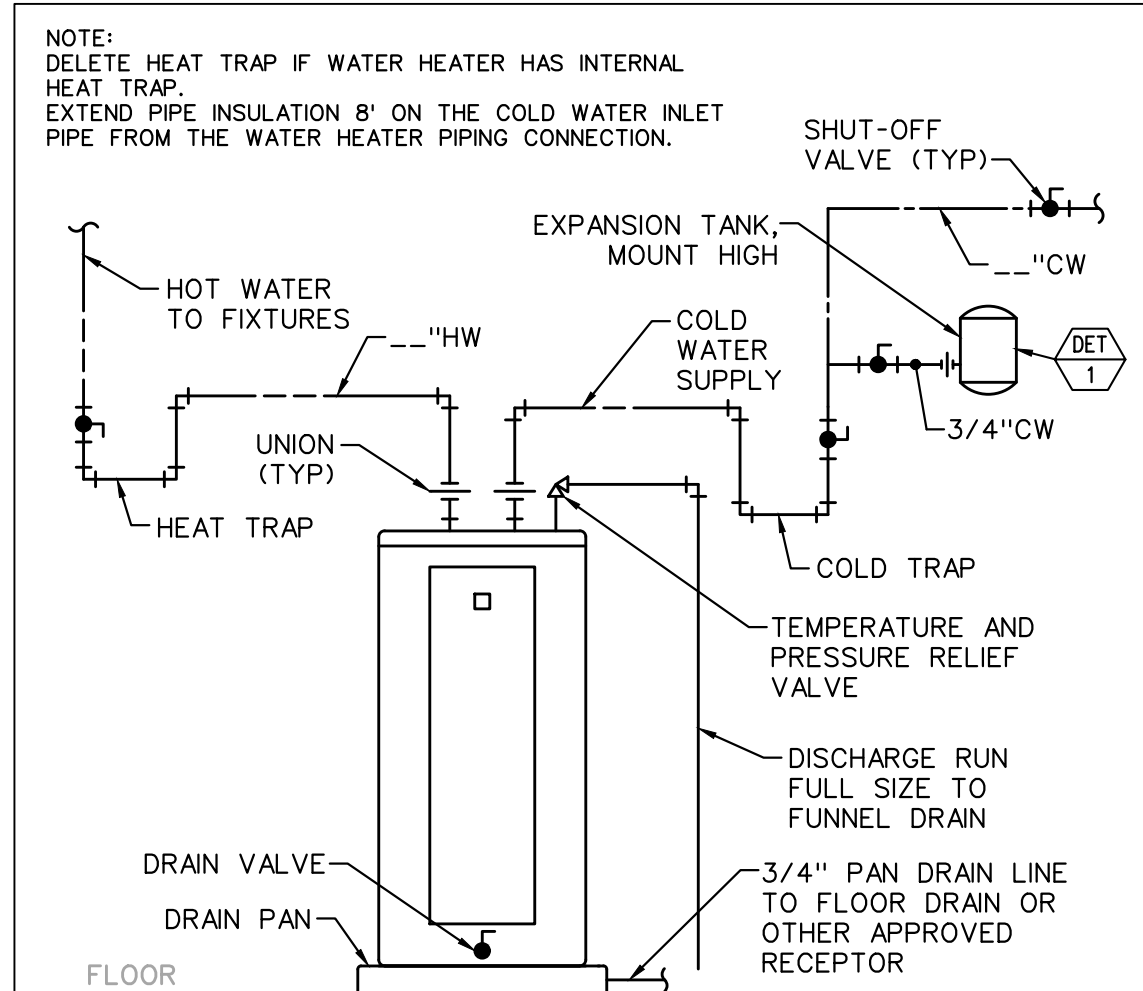 NOTE:
DELETE HEAT TRAP IF WATER HEATER HAS INTERNAL
HEAT TRAP.
EXTEND PIPE INSULATION 8' ON THE COLD WATER INLET
PIPE FROM THE WATER HEATER PIPING CONNECTION.
SHUT-OFF
VALVE (TYP)
EXPANSION TANK,
MOUNT HIGH
__"CW
HOT WATER
TO FIXTURES
__"HW
COLD
WATER
SUPPLY
DET
1
3/4"CW
UNION
(TYP)
HEAT TRAP
COLD TRAP
TEMPERATURE AND
PRESSURE RELIEF
VALVE
DISCHARGE RUN
FULL SIZE TO
FUNNEL DRAIN
DRAIN VALVE
DRAIN PAN
3/4" PAN DRAIN LINE
TO FLOOR DRAIN OR
OTHER APPROVED
RECEPTOR
FLOOR